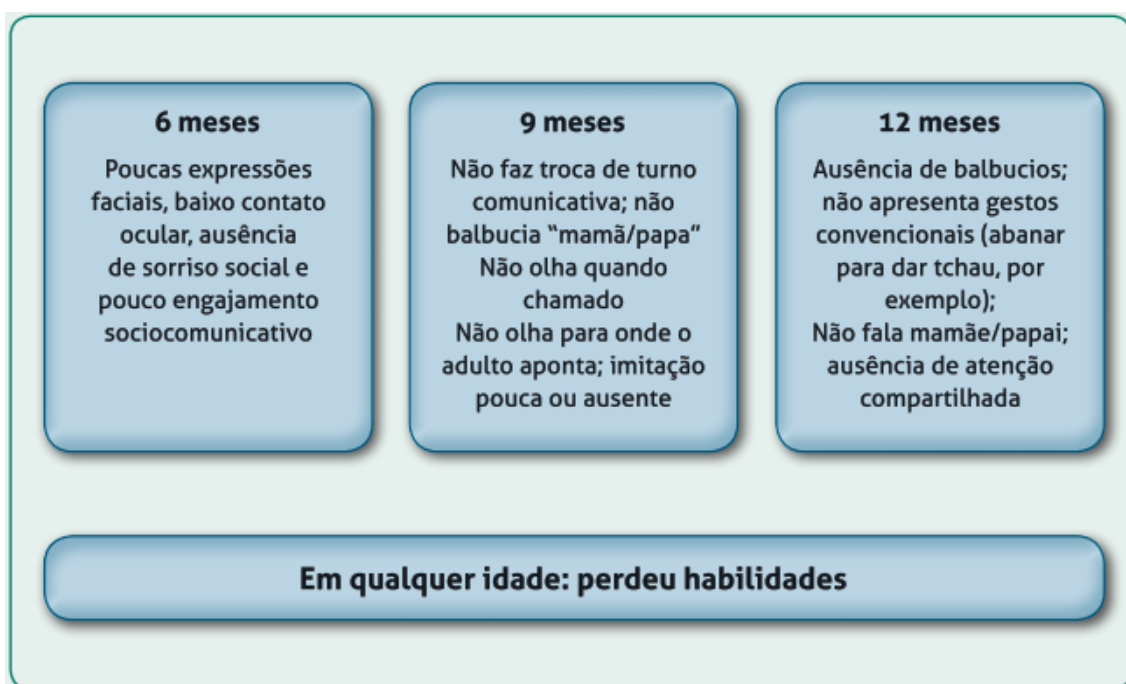 6 meses
Poucas expressões
faciais, baixo contato
ocular, ausência
de sorriso social e
pouco engajamento
sociocomunicativo
9 meses
Não faz troca de turno
comunicativa; não
balbucia “mamã/papa”
Não olha quando
chamado
Não olha para onde o
adulto aponta; imitação
pouca ou ausente
12 meses
Ausência de balbucios;
não apresenta gestos
convencionais (abanar
para dar tchau, por
exemplo);
Não fala mamãe/papai;
ausência de atenção
compartilhada
Em qualquer idade: perdeu habilidades